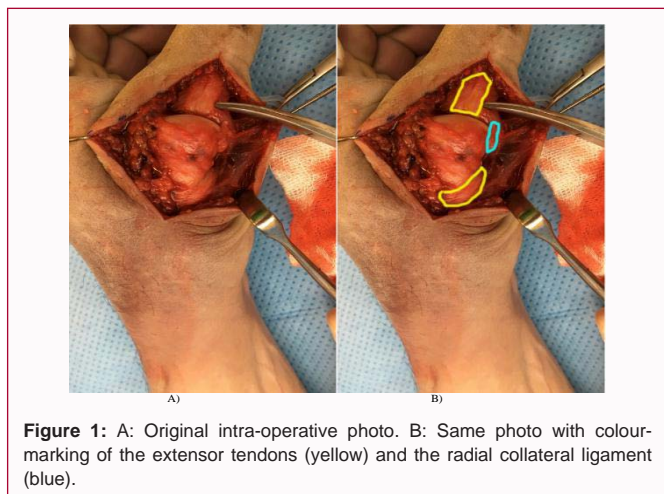 A) B)
Figure 1: A: Original intra-operative photo. B: Same photo with colour-
marking of the extensor tendons (yellow) and the radial collateral ligament
(blue).